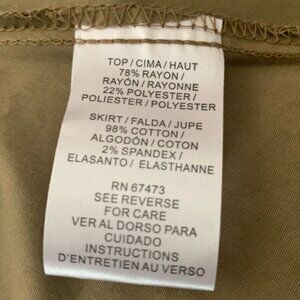 TOP / CIMA / HAUT
78% RAYON /
RAYÓN / RAYONNE
22% POLYESTER /
POLIESTER / POLYESTER
SKIRT / FALDA / JUPE
98% COTTON /
ALGODÓN / COTON
2% SPANDEX /
ELASANTO / ELASTHANNE
RN 67473
SEE REVERSE
FOR CARE
VER AL DORSO PARA
CUIDADO
INSTRUCTIONS
D'ENTRETIEN AU VERSO